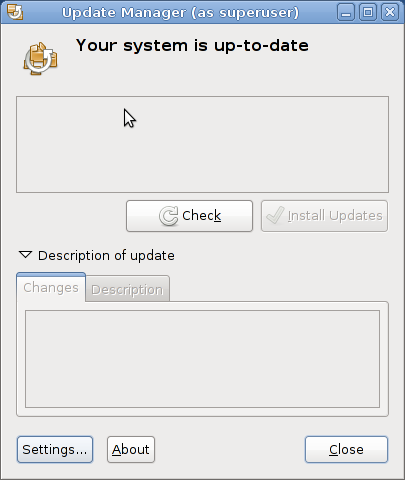 Update Manager (as superuser)
Your system is up-to-date
Check
Install Updates
Description of update
Changes
Description
Settings...
About
Close